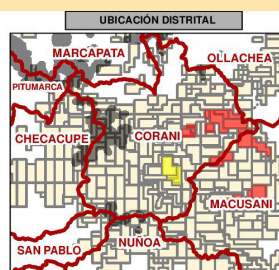 UBICACIÓN DISTRITAL
MARCAPATA
OLLACHEA
PITUMARCA
CHECACUPE
CORANI
MACUSANI
NUÑOA
SAN PABLO